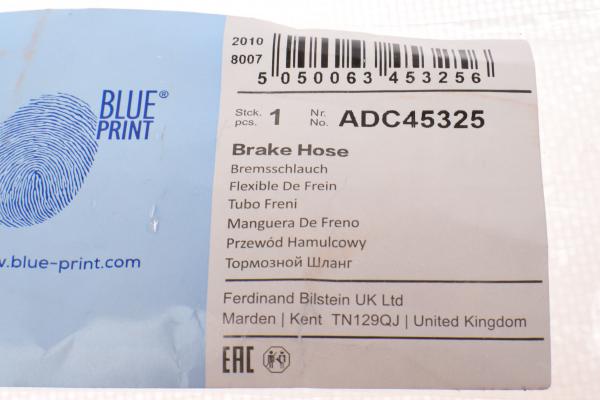 BLUE®
PRINT
w.blue-print.com
2010
8007
5 050063 453256
Stck. 1 Nr. ADC45325
pcs. No.
Brake Hose
Bremsschlauch
Flexible De Frein
Tubo Freni
Manguera De Freno
Przewód Hamulcowy
Тормозной Шланг
Ferdinand Bilstein UK Ltd
Marden | Kent TN129QJ | United Kingdom
EAC